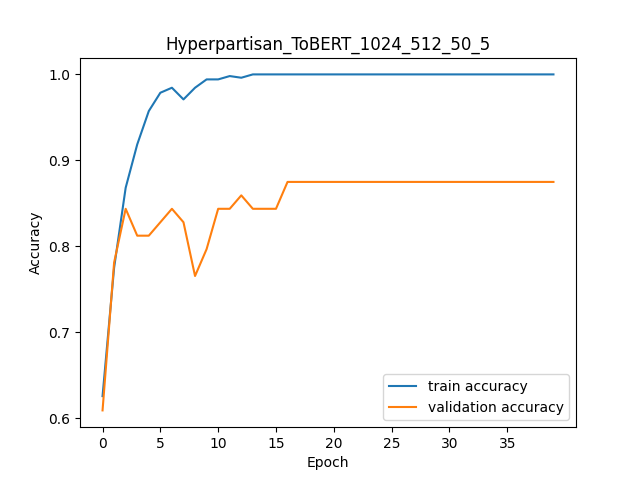 Hyperpartisan_ToBERT_1024_512_50_5
1.0
0.9
0.8
0.7
0.6
Accuracy
0 5 10 15 20 25 30 35
Epoch
train accuracy
validation accuracy